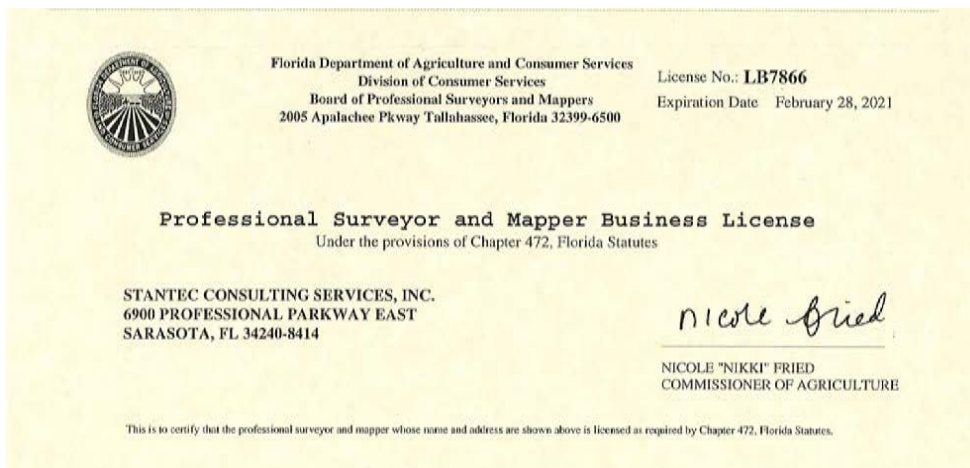 Florida Department of Agriculture and Consumer Services
Division of Consumer Services
Board of Professional Surveyors and Mappers
2005 Apalachee Pkway Tallahassee, Florida 32399-6500
License No.: LB7866
Expiration Date February 28, 2021
Professional Surveyor and Mapper Business License
Under the provisions of Chapter 472, Florida Statutes
STANTEC CONSULTING SERVICES, INC.
6900 PROFESSIONAL PARKWAY EAST
SARASOTA, FL 34240-8414
nicole fried
NICOLE "NIKKI" FRIED
COMMISSIONER OF AGRICULTURE
This is to certify that the professional surveyor and mapper whose name and address are shown above is licensed as required by Chapter 472, Florida Statutes.